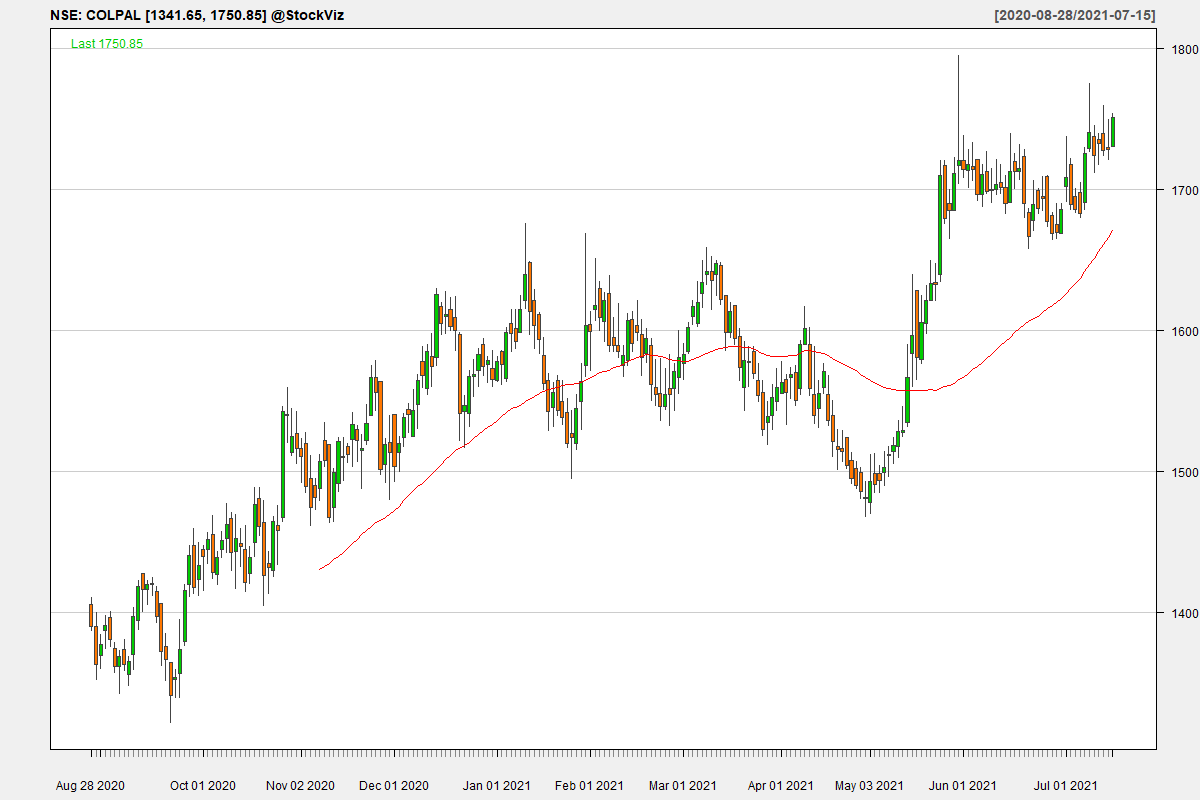 NSE: COLPAL [1341.65, 1750.85] @StockViz [2020-08-28/2021-07-15]
Last 1750.85
1800
1700
1600
1500
1400
Aug 28 2020 Oct 01 2020 Nov 02 2020 Dec 01 2020 Jan 01 2021 Feb 01 2021 Mar 01 2021 Apr 01 2021 May 03 2021 Jun 01 2021 Jul 01 2021